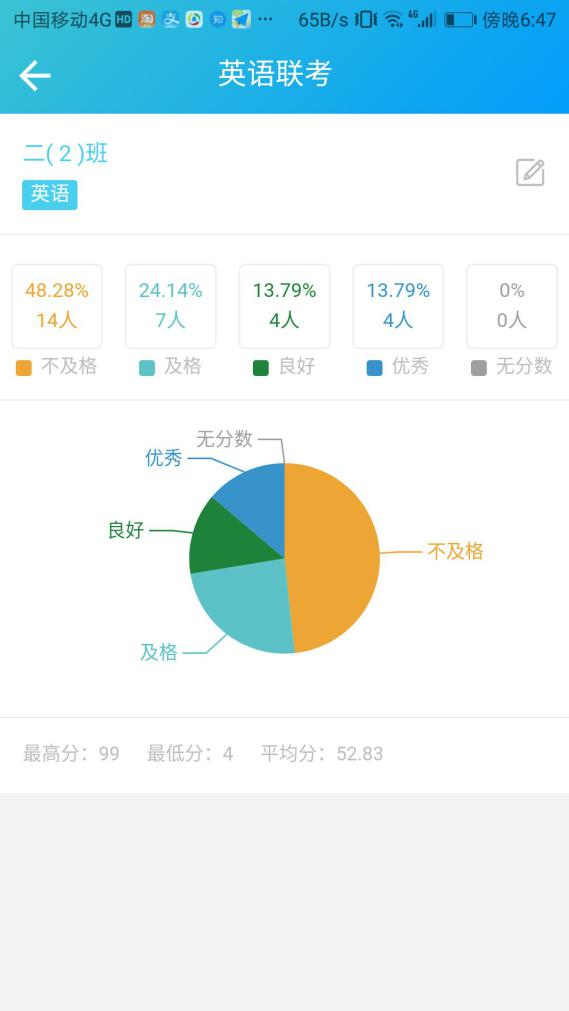 中国移动4G HD 淘 支 知 ··· 65B/s 4G 傍晚6:47
英语联考
二( 2 )班
英语
48.28% 24.14% 13.79% 13.79% 0%
14人 7人 4人 4人 0人
不及格 及格 良好 优秀 无分数
无分数
优秀
良好
不及格
及格
最高分：99 最低分：4 平均分：52.83